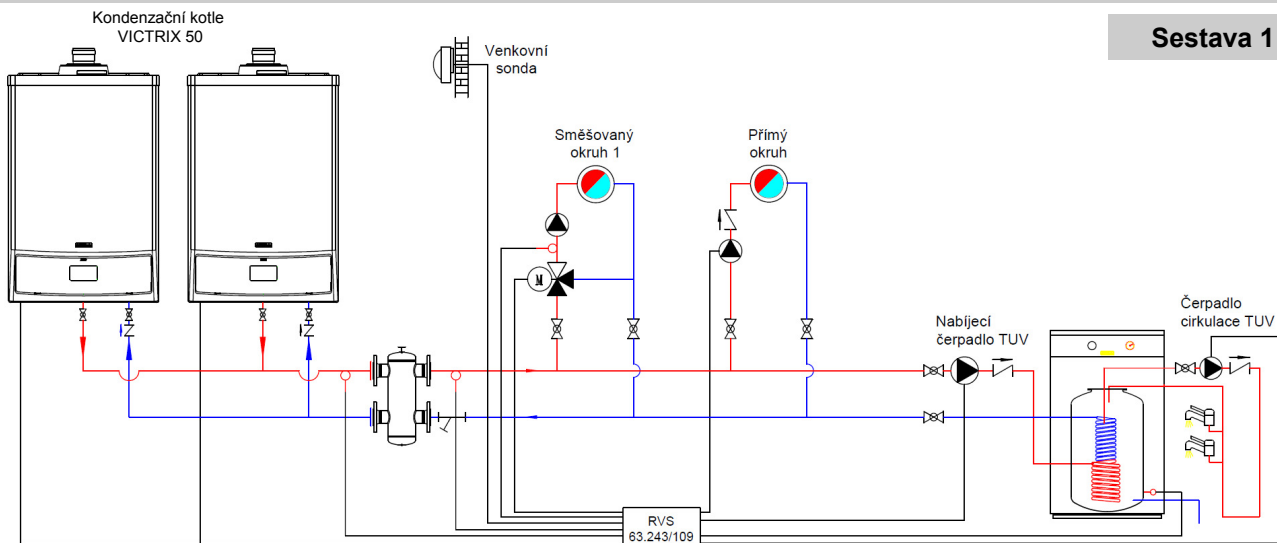 Kondenzační kotle
VICTRIX 50
Sestava 1
Venkovní
sonda
Směšovaný
okruh 1
Přímý
okruh
Nabíjecí
čerpadlo TUV
Čerpadlo
cirkulace TUV
M
RVS
63.243/109